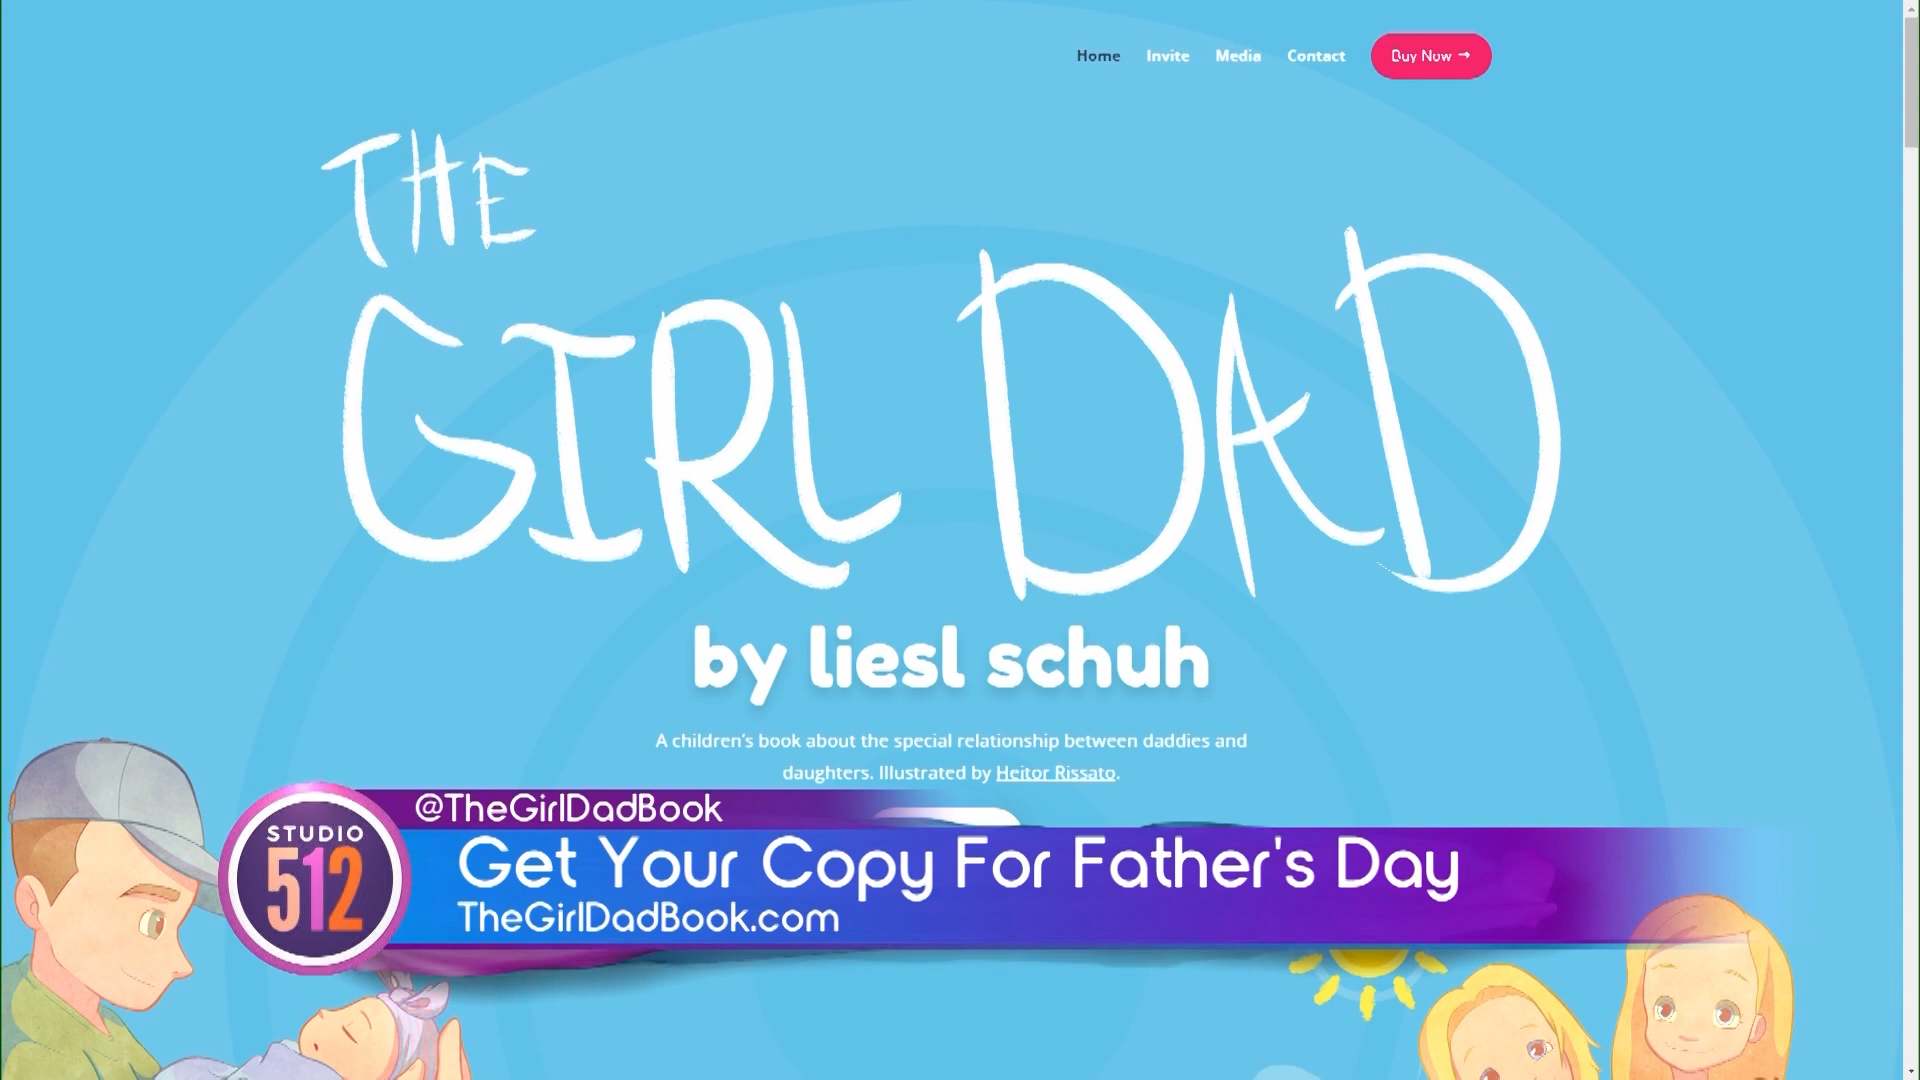 Home Invite Media Contact Buy Now →
THE
GIRL DAD
by liesl schuh
A children's book about the special relationship between daddies and
daughters. Illustrated by Heitor Rissato.
@TheGirlDadBook
STUDIO
512
Get Your Copy For Father's Day
TheGirlDadBook.com